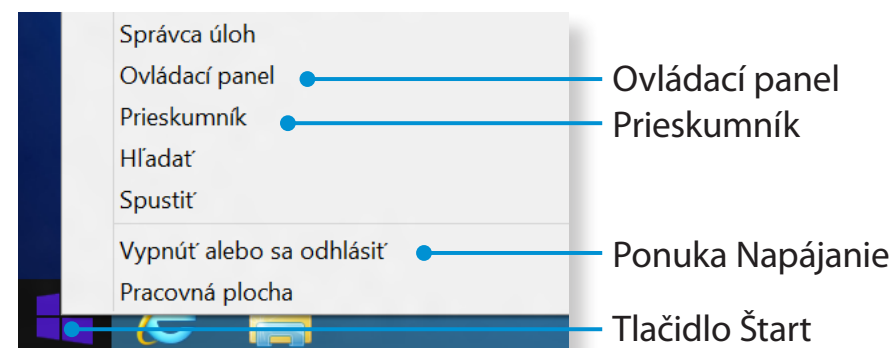 Správca úloh
Ovládací panel
Ovládací panel
Prieskumník
Prieskumník
Hľadať
Spustiť
Vypnúť alebo sa odhlásiť
Ponuka Napájanie
Pracovná plocha
Tlačidlo Štart